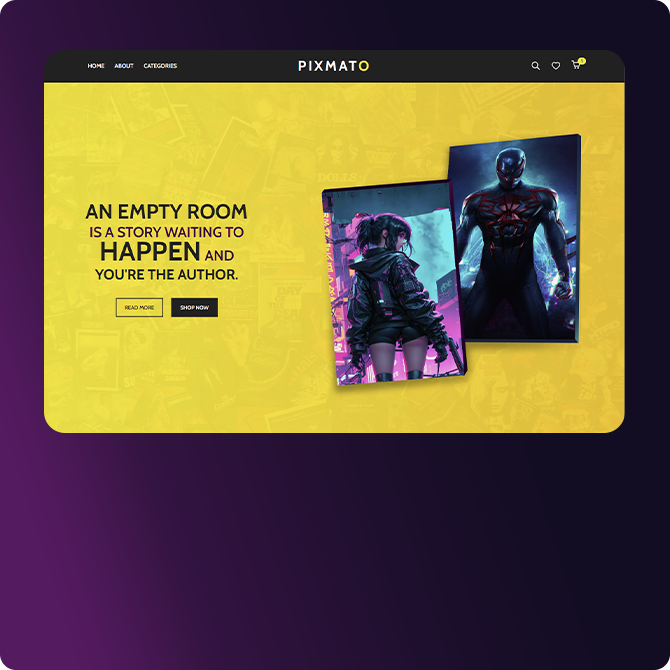 HOME ABOUT CATEGORIES PIXMATO 1
AN EMPTY ROOM
IS A STORY WAITING TO
HAPPEN AND
YOU'RE THE AUTHOR.
READ MORE SHOP NOW